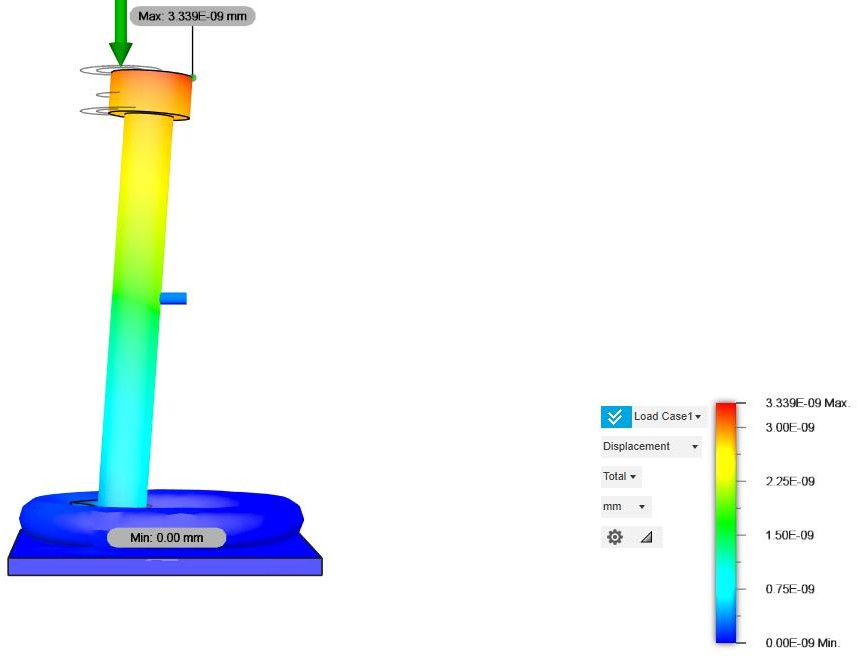 Max: 3.339E-09 mm
Min: 0.00 mm
Load Case1
Displacement
Total
mm
3.339E-09 Max.
3.00E-09
2.25E-09
1.50E-09
0.75E-09
0.00E-09 Min.